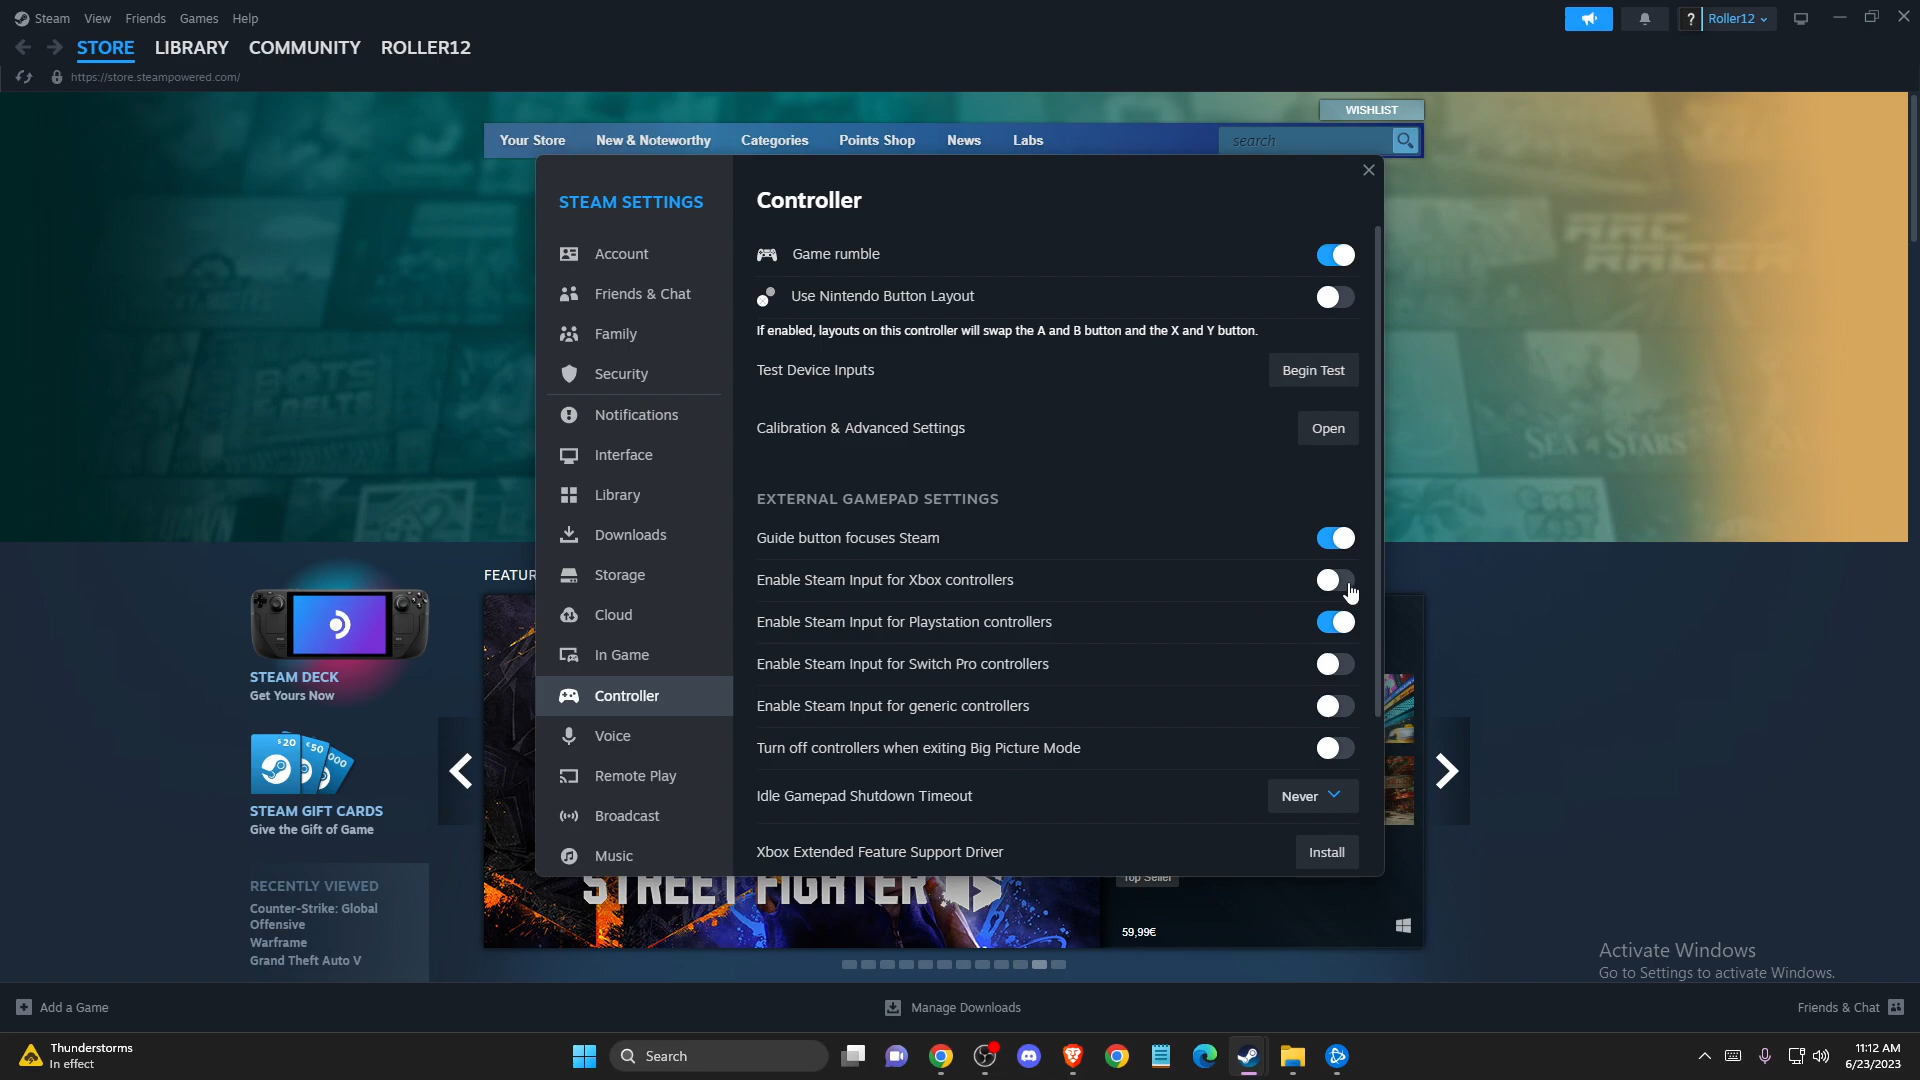 Steam View Friends Games Help
? Roller12
STORE LIBRARY COMMUNITY ROLLER12
https://store.steampowered.com/
WISHLIST
Your Store New & Noteworthy Categories Points Shop News Labs search
STEAM SETTINGS
Account
Friends & Chat
Family
Security
Notifications
Interface
Library
Downloads
Storage
Cloud
In Game
Controller
Voice
Remote Play
Broadcast
Music
Controller
Game rumble
Use Nintendo Button Layout
If enabled, layouts on this controller will swap the A and B button and the X and Y button.
Test Device Inputs Begin Test
Calibration & Advanced Settings Open
EXTERNAL GAMEPAD SETTINGS
Guide button focuses Steam
Enable Steam Input for Xbox controllers
Enable Steam Input for Playstation controllers
Enable Steam Input for Switch Pro controllers
Enable Steam Input for generic controllers
Turn off controllers when exiting Big Picture Mode
Idle Gamepad Shutdown Timeout Never
Xbox Extended Feature Support Driver Install
SEA OF STARS
FEATUR
STEAM DECK
Get Yours Now
$20 €50 000
STEAM GIFT CARDS
Give the Gift of Game
RECENTLY VIEWED
Counter-Strike: Global
Offensive
Warframe
Grand Theft Auto V
STREET FIGHTER
Top Seller
59,99€
Activate Windows
Go to Settings to activate Windows.
Add a Game Manage Downloads Friends & Chat
Thunderstorms
In effect
Search
11:12 AM
6/23/2023